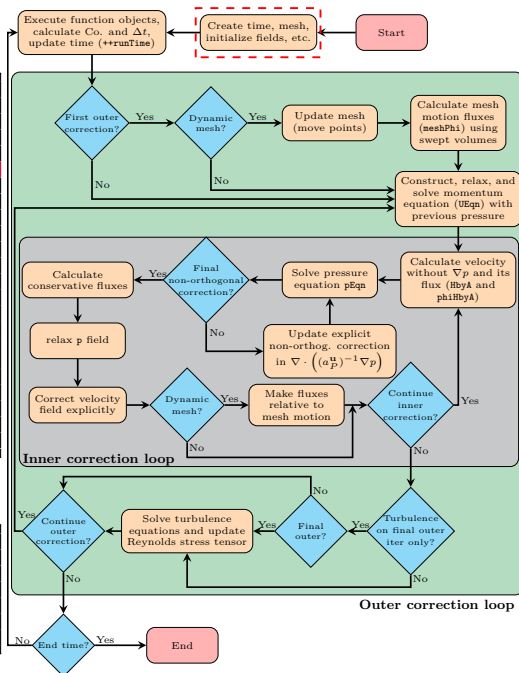 Execute function objects,
calculate Co. and Δt,
update time (++runTime)
Create time, mesh,
initialize fields, etc.
Start
First outer
correction?
Yes
Dynamic
mesh?
Yes
Update mesh
(move points)
Calculate mesh
motion fluxes
(meshPhi) using
swept volumes
No
No
Construct, relax, and
solve momentum
equation (UEqn) with
previous pressure
Calculate
conservative fluxes
Yes
Final
non-orthogonal
correction?
Solve pressure
equation pEqn
Calculate velocity
without ∇p and its
flux (HbyA and
phiHbyA)
No
relax p field
Update explicit
non-orthog. correction
in ∇ · ((a_P^u)^{-1} ∇p)
Correct velocity
field explicitly
Dynamic
mesh?
Yes
Make fluxes
relative to
mesh motion
Continue
inner
correction?
Yes
No
Inner correction loop
No
Yes
Continue
outer
correction?
Solve turbulence
equations and update
Reynolds stress tensor
Yes
Final
outer?
No
Yes
Turbulence
on final outer
iter only?
No
No
Outer correction loop
No
End time?
Yes
End